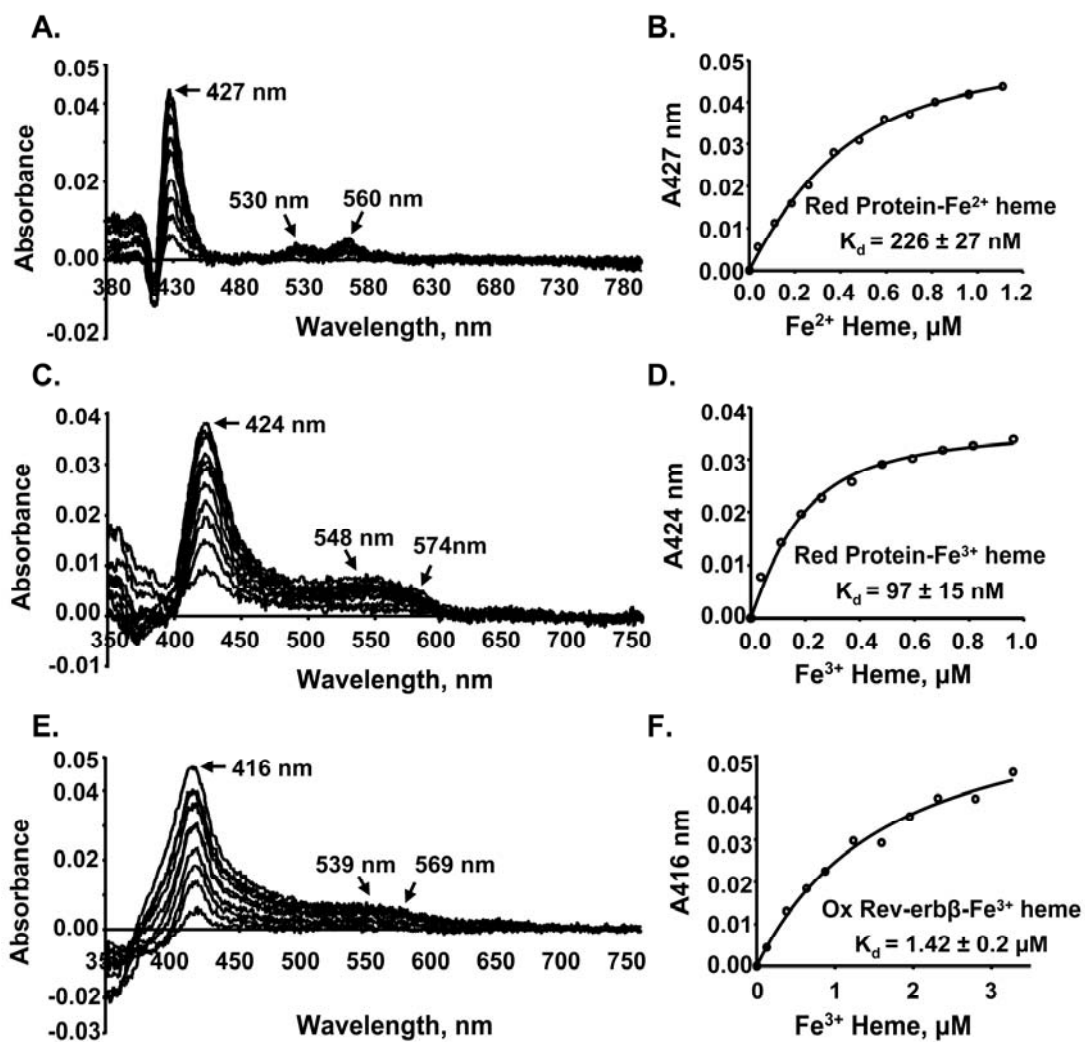 A.
0.05
0.04
0.02
0.00
-0.02
Absorbance
427 nm
530 nm
560 nm
380 430 480 530 580 630 680 730 780
Wavelength, nm
B.
0.05
0.04
0.03
0.02
0.01
0.00
A427 nm
Red Protein-Fe²⁺ heme
K_d = 226 ± 27 nM
0.0 0.2 0.4 0.6 0.8 1.0 1.2
Fe²⁺ Heme, µM
C.
0.04
0.03
0.02
0.01
0.00
-0.01
Absorbance
424 nm
548 nm
574nm
350 400 450 500 550 600 650 700 750
Wavelength, nm
D.
0.04
0.03
0.02
0.01
0.00
A424 nm
Red Protein-Fe³⁺ heme
K_d = 97 ± 15 nM
0.0 0.2 0.4 0.6 0.8 1.0
Fe³⁺ Heme, µM
E.
0.05
0.04
0.02
0.00
-0.02
-0.03
Absorbance
416 nm
539 nm
569 nm
400 450 500 550 600 650 700 750
Wavelength, nm
F.
0.05
0.04
0.03
0.02
0.01
0.00
A416 nm
Ox Rev-erbβ-Fe³⁺ heme
K_d = 1.42 ± 0.2 µM
0 1 2 3
Fe³⁺ Heme, µM